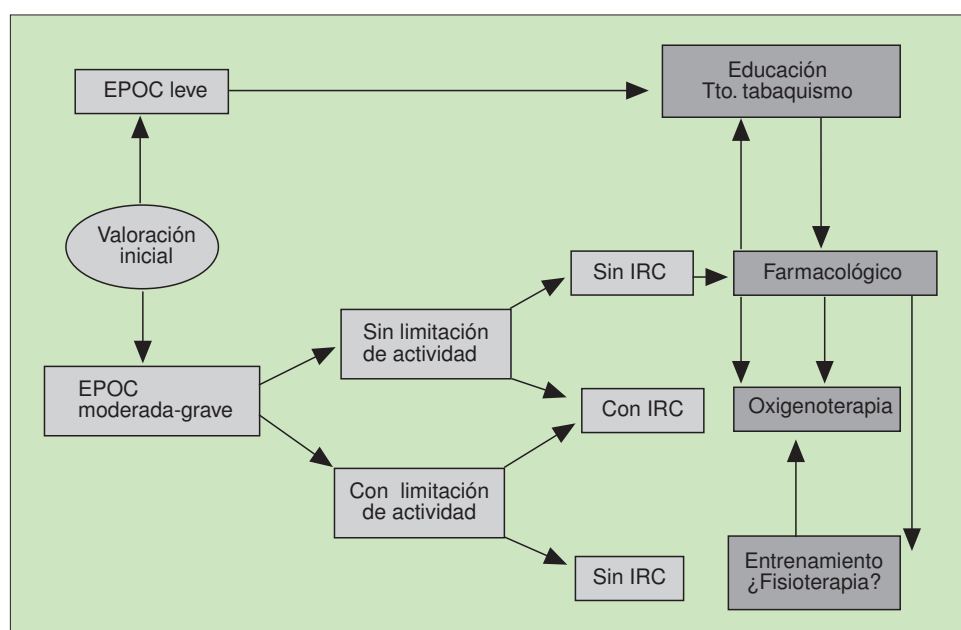 EPOC leve
Educación
Tto. tabaquismo
Valoración
inicial
Sin IRC
Farmacológico
Sin limitación
de actividad
EPOC
moderada-grave
Con IRC
Oxigenoterapia
Con limitación
de actividad
Sin IRC
Entrenamiento
¿Fisioterapia?